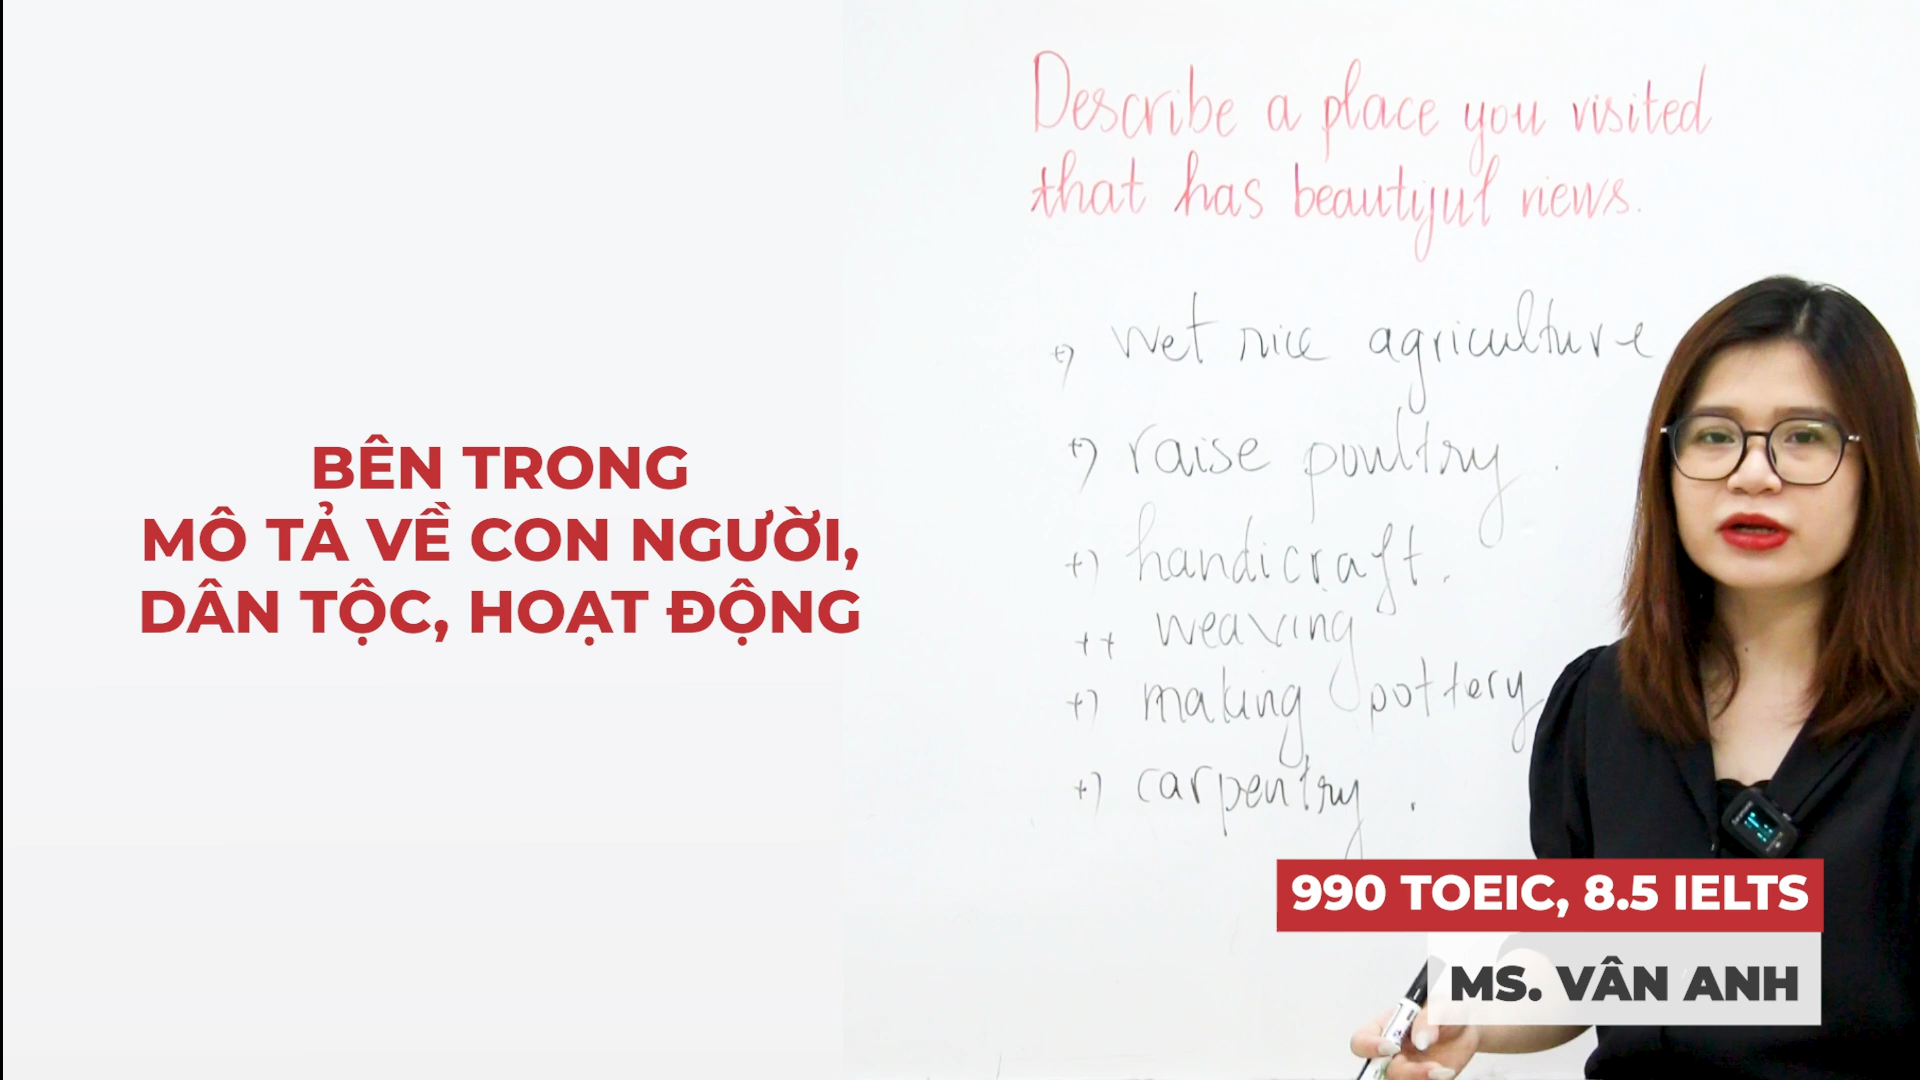 BÊN TRONG
MÔ TẢ VỀ CON NGƯỜI,
DÂN TỘC, HOẠT ĐỘNG
Describe a place you visited
that has beautiful views.
+) wet rice agriculture
+) raise poultry.
+) handicraft.
++ weaving
+) making pottery
+) carpentry.
990 TOEIC, 8.5 IELTS
MS. VÂN ANH